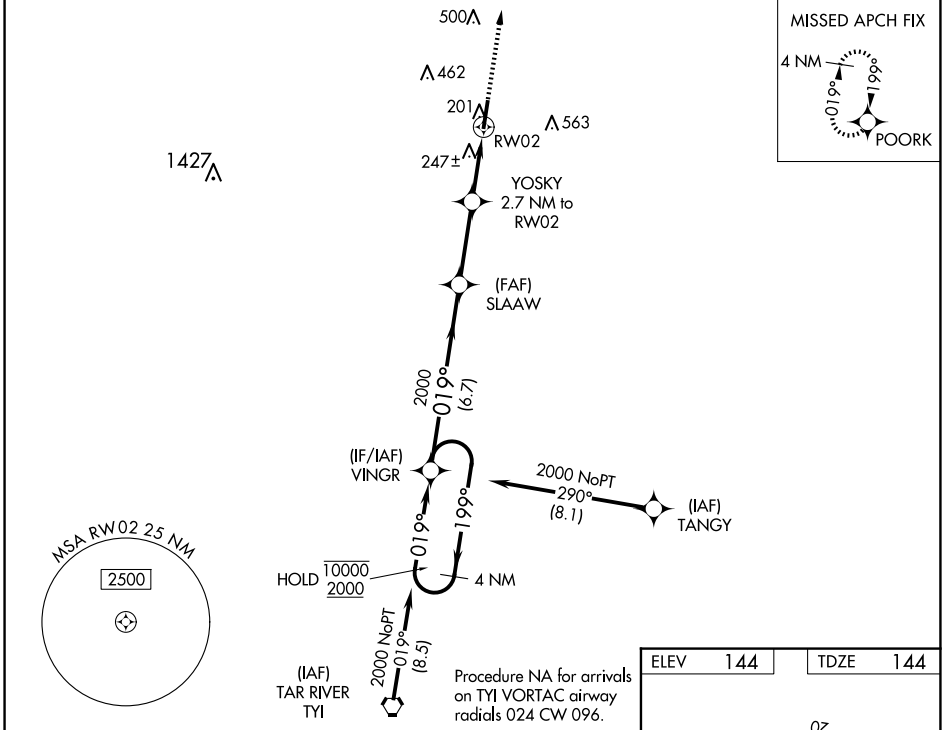 500
462
201
RW02
563
247±
1427
YOSKY
2.7 NM to
RW02
(FAF)
SLAAW
2000
019°
(6.7)
(IF/IAF)
VINGR
019°
199°
2000 NoPT
290°
(8.1)
(IAF)
TANGY
HOLD 10000
2000
4 NM
2000 NoPT
019°
(8.5)
(IAF)
TAR RIVER
TYI
Procedure NA for arrivals
on TYI VORTAC airway
radials 024 CW 096.
MSA RW02 25 NM
2500
MISSED APCH FIX
4 NM
019°
199°
POORK
ELEV 144
TDZE 144